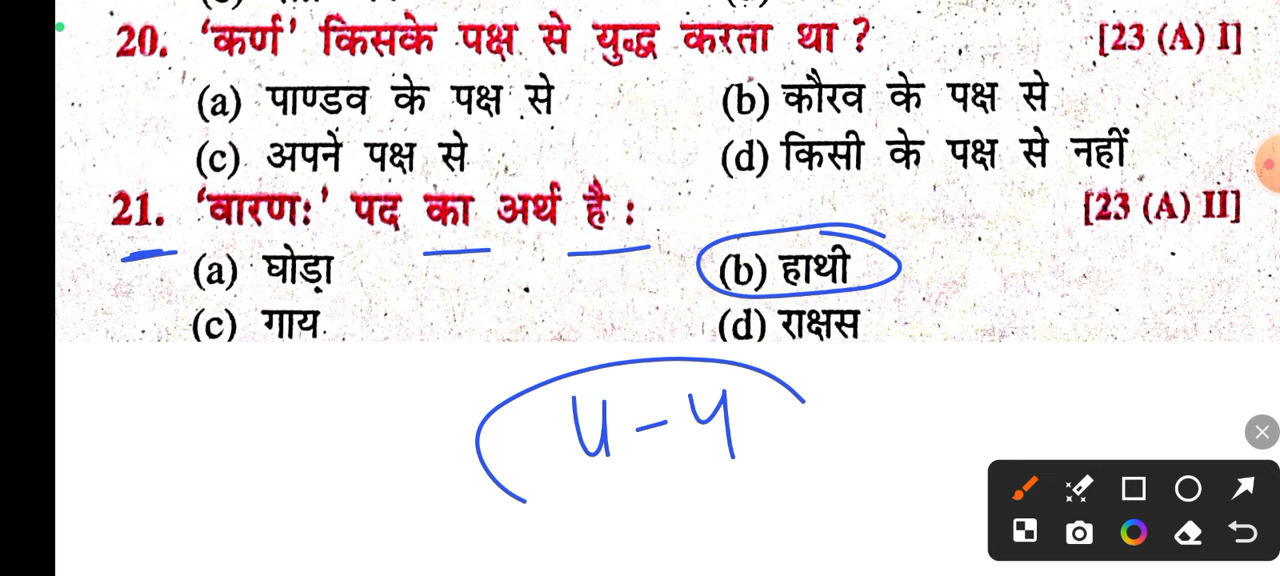 20. ‘कर्ण’ किसके पक्ष से युद्ध करता था ? [23 (A) I]
(a) पाण्डव के पक्ष से (b) कौरव के पक्ष से
(c) अपने पक्ष से (d) किसी के पक्ष से नहीं
21. ‘वारणः’ पद का अर्थ है : [23 (A) II]
(a) घोड़ा (b) हाथी
(c) गाय (d) राक्षस